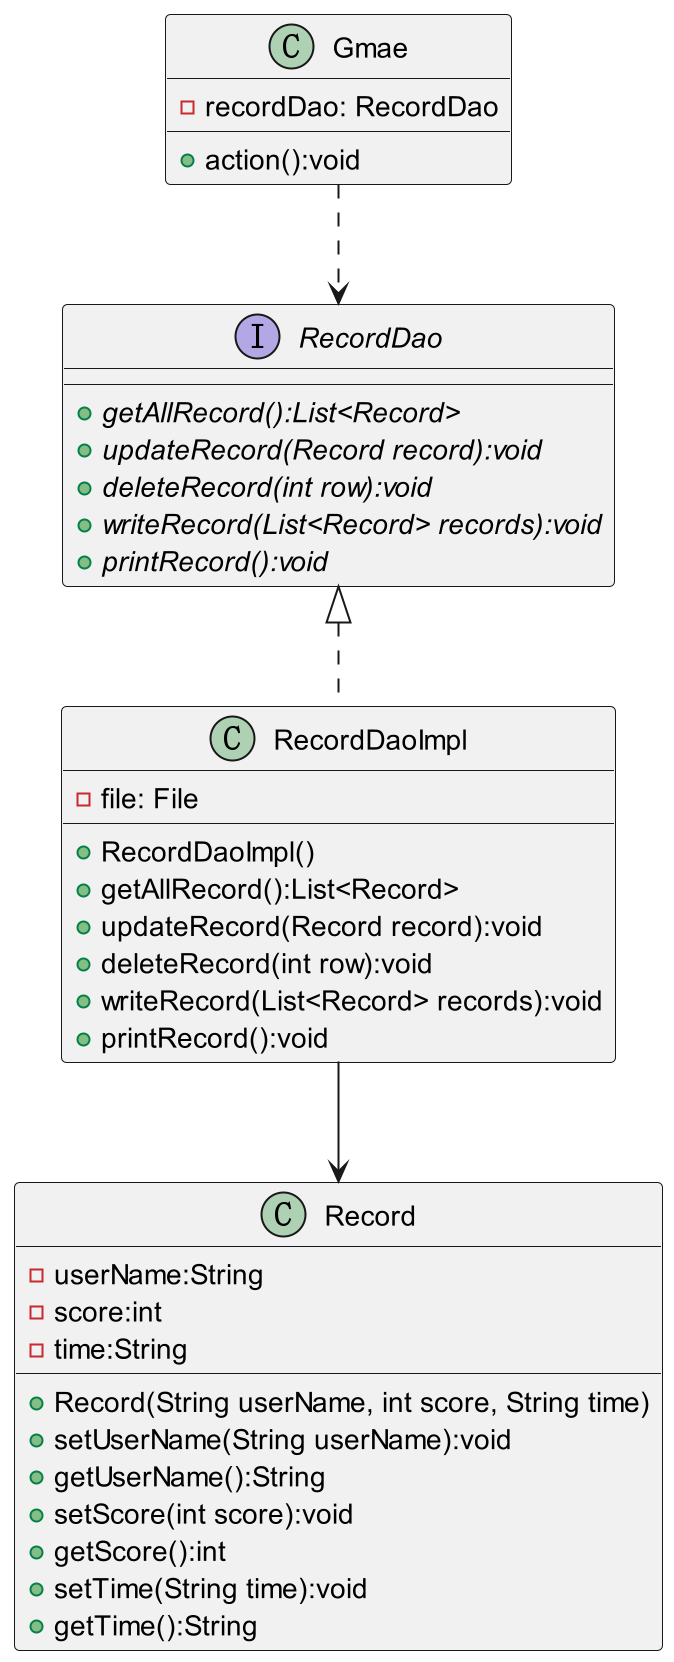 C Gmae
recordDao: RecordDao
action():void
I RecordDao
getAllRecord():List<Record>
updateRecord(Record record):void
deleteRecord(int row):void
writeRecord(List<Record> records):void
printRecord():void
C RecordDaoImpl
file: File
RecordDaoImpl()
getAllRecord():List<Record>
updateRecord(Record record):void
deleteRecord(int row):void
writeRecord(List<Record> records):void
printRecord():void
C Record
userName:String
score:int
time:String
Record(String userName, int score, String time)
setUserName(String userName):void
getUserName():String
setScore(int score):void
getScore():int
setTime(String time):void
getTime():String